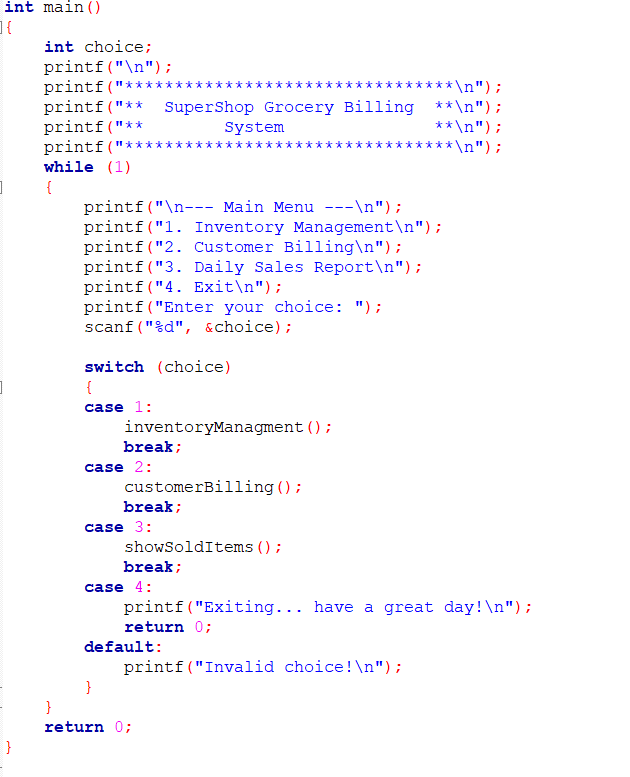 int main()
{
    int choice;
    printf("\n");
    printf("*********************************\n");
    printf("**  SuperShop Grocery Billing  **\n");
    printf("**        System               **\n");
    printf("*********************************\n");
    while (1)
    {
        printf("\n--- Main Menu ---\n");
        printf("1. Inventory Management\n");
        printf("2. Customer Billing\n");
        printf("3. Daily Sales Report\n");
        printf("4. Exit\n");
        printf("Enter your choice: ");
        scanf("%d", &choice);

        switch (choice)
        {
        case 1:
            inventoryManagment();
            break;
        case 2:
            customerBilling();
            break;
        case 3:
            showSoldItems();
            break;
        case 4:
            printf("Exiting... have a great day!\n");
            return 0;
        default:
            printf("Invalid choice!\n");
        }
    }
    return 0;
}